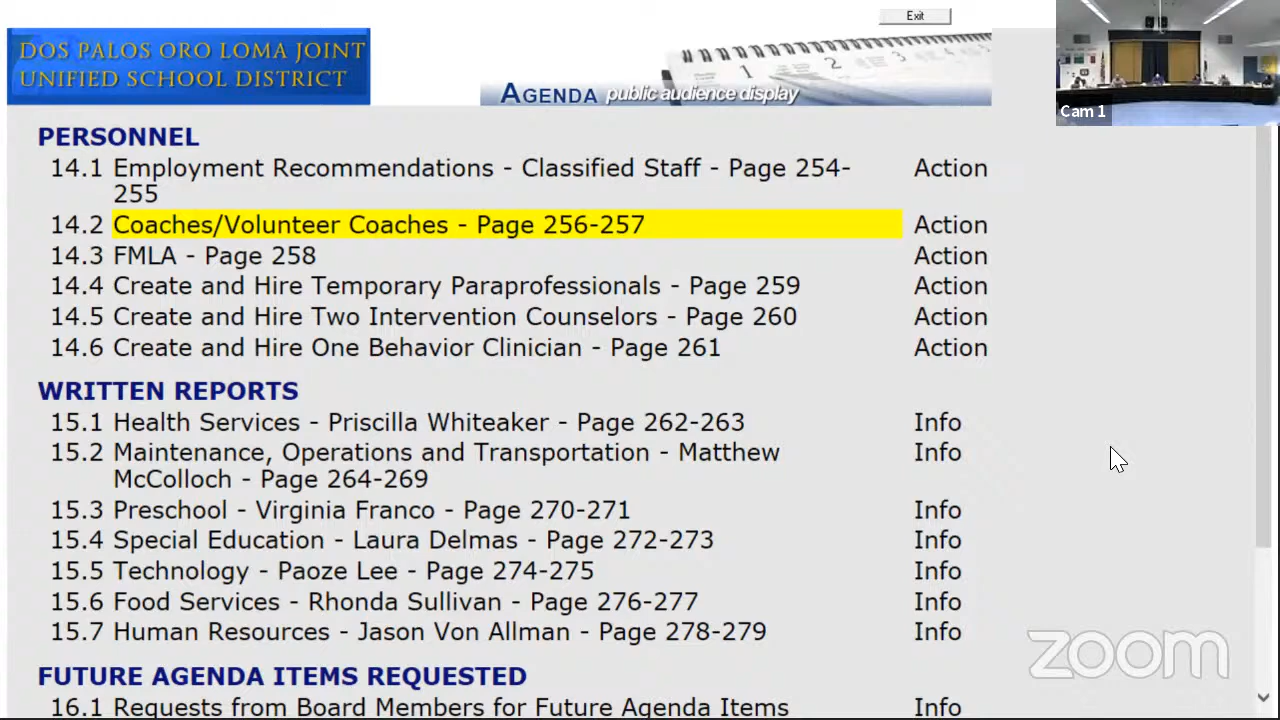 Exit
DOS PALOS ORO LOMA JOINT
UNIFIED SCHOOL DISTRICT
1 2 3 4 5
AGENDA public audience display
Cam 1
PERSONNEL
14.1 Employment Recommendations - Classified Staff - Page 254- Action
255
14.2 Coaches/Volunteer Coaches - Page 256-257 Action
14.3 FMLA - Page 258 Action
14.4 Create and Hire Temporary Paraprofessionals - Page 259 Action
14.5 Create and Hire Two Intervention Counselors - Page 260 Action
14.6 Create and Hire One Behavior Clinician - Page 261 Action
WRITTEN REPORTS
15.1 Health Services - Priscilla Whiteaker - Page 262-263 Info
15.2 Maintenance, Operations and Transportation - Matthew Info
McColloch - Page 264-269
15.3 Preschool - Virginia Franco - Page 270-271 Info
15.4 Special Education - Laura Delmas - Page 272-273 Info
15.5 Technology - Paoze Lee - Page 274-275 Info
15.6 Food Services - Rhonda Sullivan - Page 276-277 Info
15.7 Human Resources - Jason Von Allman - Page 278-279 Info
zoom
FUTURE AGENDA ITEMS REQUESTED
16.1 Requests from Board Members for Future Agenda Items Info